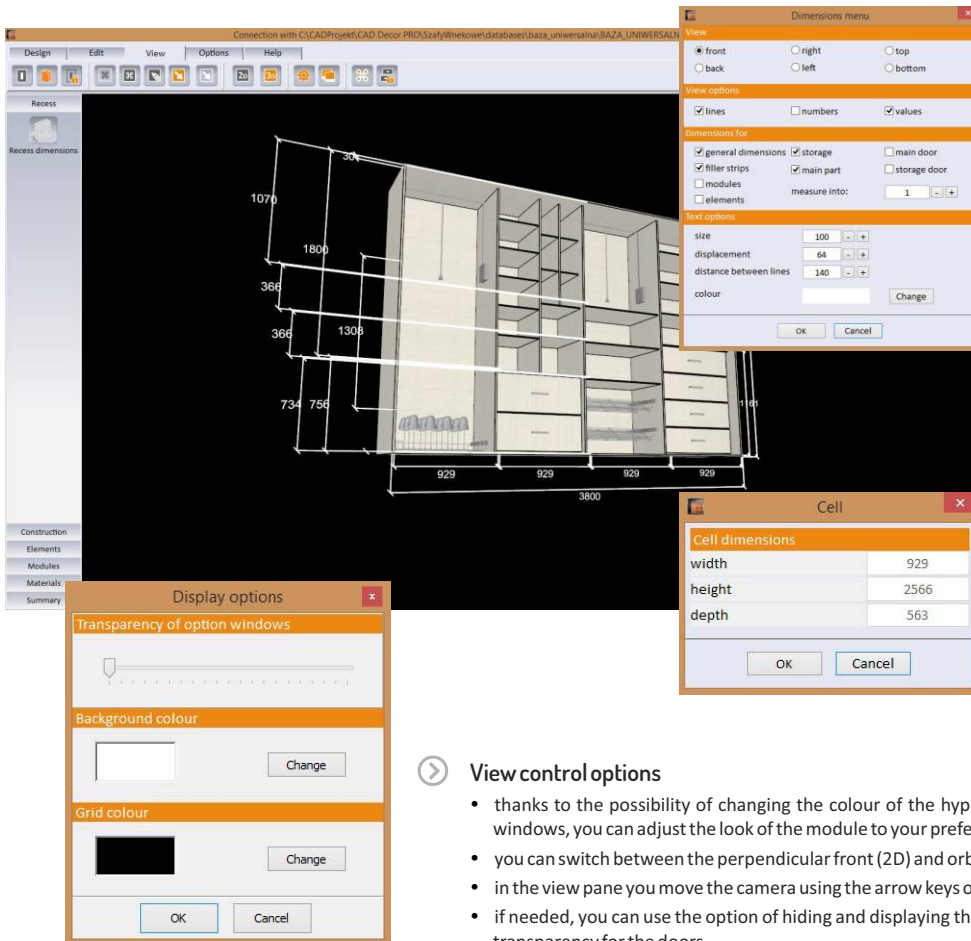 Connection with C:\CADProjekt\CAD Decor PRO\SzafyWnekowe\databases\baza_uniwersalna\BAZA_UNIWERSALN
Design Edit View Options Help
2D 3D
Recess
Recess dimensions
Construction
Elements
Modules
Materials
Summary
1070
1800
366
366
1308
734 756
1161
929 929 929 929
3800
Dimensions menu
View
front right top
back left bottom
View options
lines numbers values
Dimensions for
general dimensions storage main door
filler strips main part storage door
modules
measure into: 1 - +
elements
Text options
size 100 - +
displacement 64 - +
distance between lines 140 - +
colour Change
OK Cancel
Cell
Cell dimensions
width 929
height 2566
depth 563
OK Cancel
Display options
Transparency of option windows
Background colour
Change
Grid colour
Change
OK Cancel
View control options
• thanks to the possibility of changing the colour of the hyp
windows, you can adjust the look of the module to your prefe
• you can switch between the perpendicular front (2D) and orb
• in the view pane you move the camera using the arrow keys o
• if needed, you can use the option of hiding and displaying th
transparency for the doors